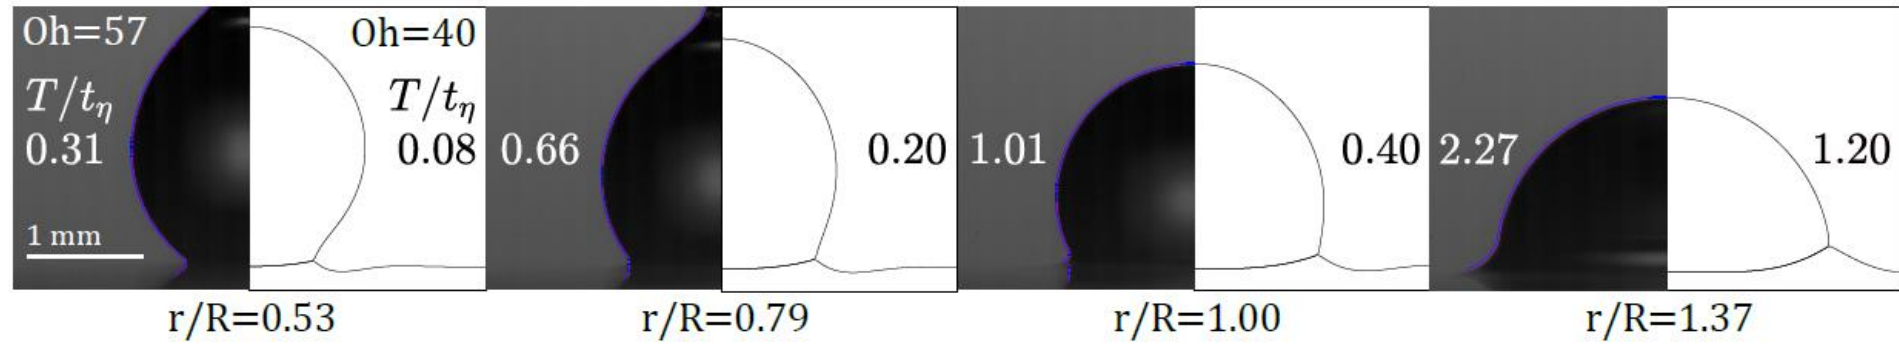 Oh=57
Oh=40
T/tη
T/tη
0.31
0.08
0.66
0.20
1.01
0.40
2.27
1.20
1 mm
r/R=0.53
r/R=0.79
r/R=1.00
r/R=1.37